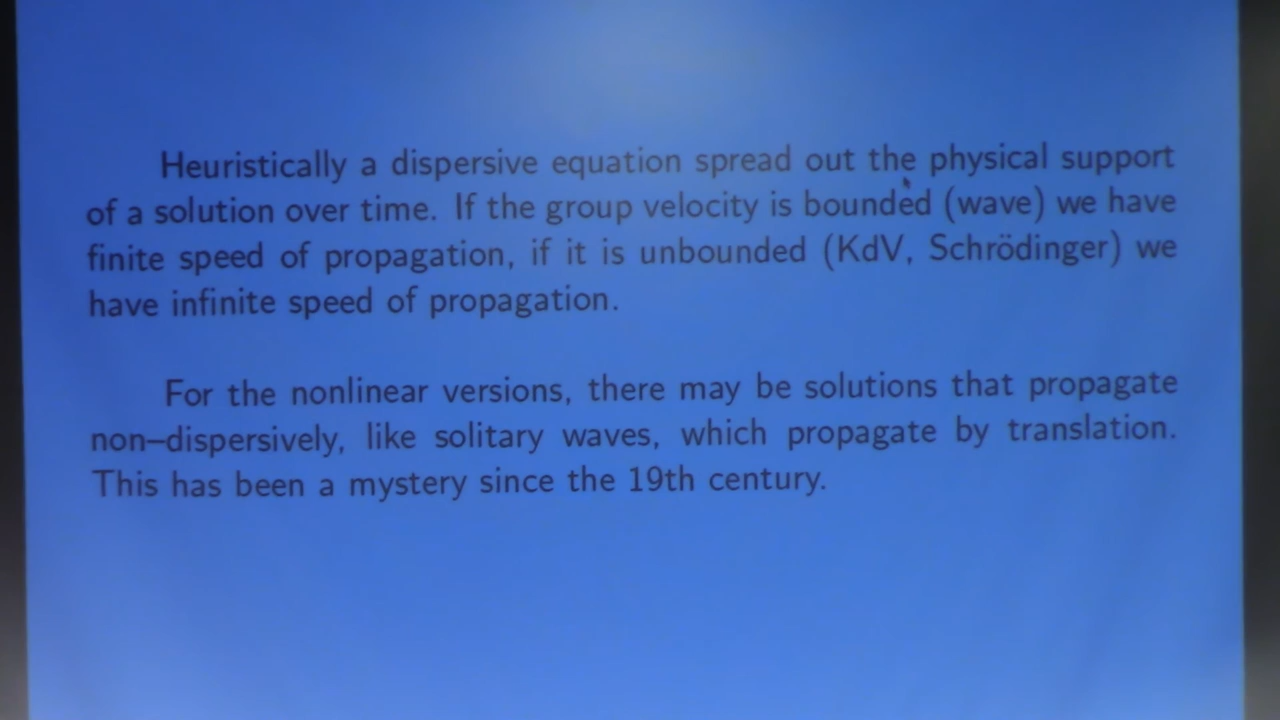 Heuristically a dispersive equation spread out the physical support
of a solution over time. If the group velocity is bounded (wave) we have
finite speed of propagation, if it is unbounded (KdV, Schrödinger) we
have infinite speed of propagation.
For the nonlinear versions, there may be solutions that propagate
non–dispersively, like solitary waves, which propagate by translation.
This has been a mystery since the 19th century.